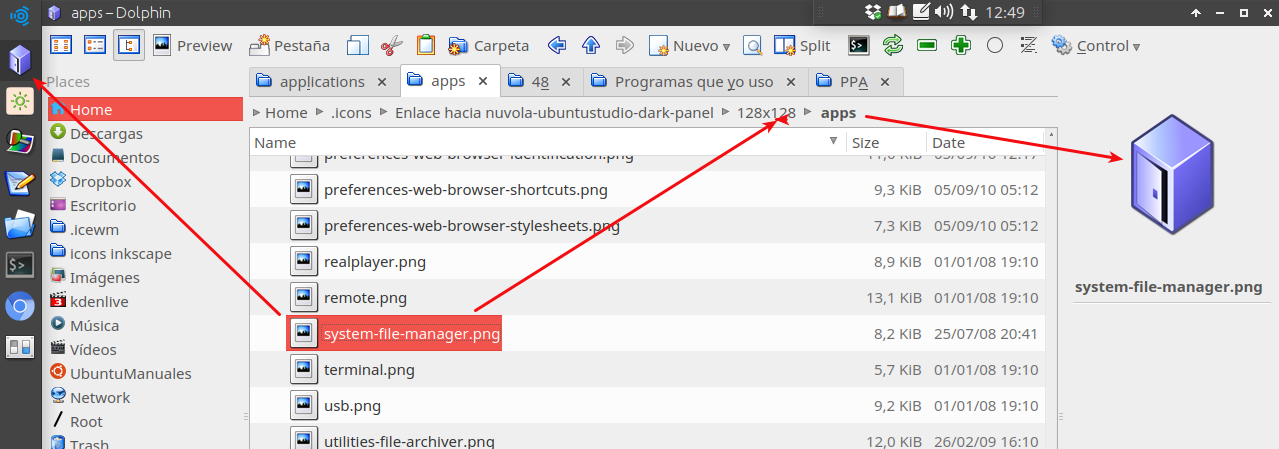 apps – Dolphin
12:49
Preview
Pestaña
Carpeta
Nuevo
Split
Control
Places
applications
apps
48
Programas que yo uso
PPA
Home
.icons
Enlace hacia nuvola-ubuntustudio-dark-panel
128x128
apps
Home
Descargas
Documentos
Dropbox
Escritorio
.icewm
icons inkscape
Imágenes
kdenlive
Música
Vídeos
UbuntuManuales
Network
Root
Trash
Name Size Date
preferences-web-browser-identification.png 11,0 KiB 05/09/10 12:17
preferences-web-browser-shortcuts.png 9,3 KiB 05/09/10 05:12
preferences-web-browser-stylesheets.png 7,3 KiB 05/09/10 05:12
realplayer.png 8,9 KiB 01/01/08 19:10
remote.png 13,1 KiB 01/01/08 19:10
system-file-manager.png 8,2 KiB 25/07/08 20:41
terminal.png 5,7 KiB 01/01/08 19:10
usb.png 9,2 KiB 01/01/08 19:10
utilities-file-archiver.png 12,0 KiB 26/02/09 16:10
system-file-manager.png